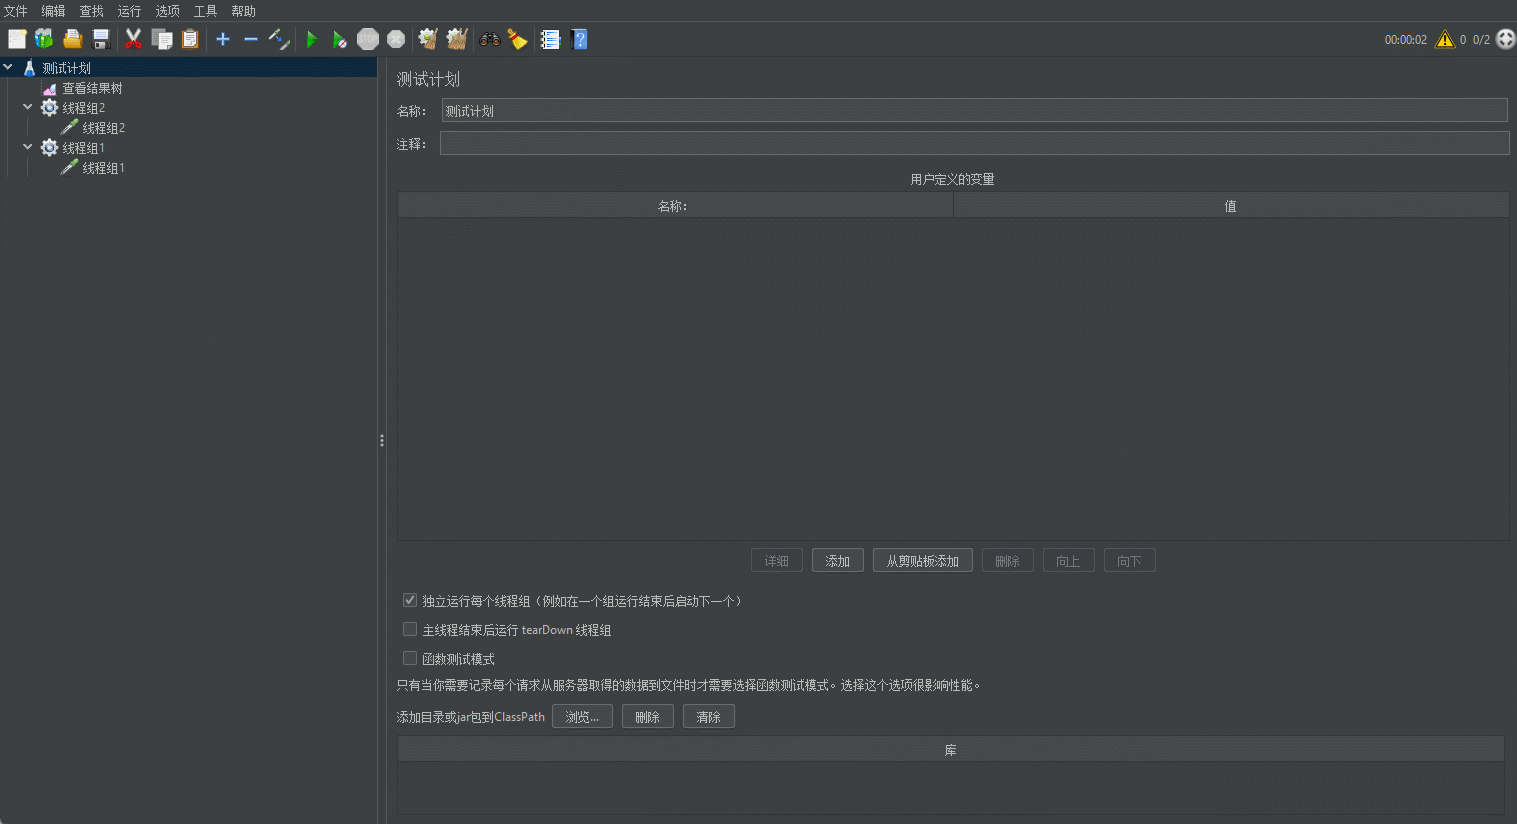 文件 编辑 查找 运行 选项 工具 帮助
STOP
00:00:02 0 0/2
测试计划
查看结果树
线程组2
线程组2
线程组1
线程组1
测试计划
名称： 测试计划
注释：
用户定义的变量
名称: 值
详细 添加 从剪贴板添加 删除 向上 向下
独立运行每个线程组（例如在一个组运行结束后启动下一个）
主线程结束后运行 tearDown 线程组
函数测试模式
只有当你需要记录每个请求从服务器取得的数据到文件时才需要选择函数测试模式。选择这个选项很影响性能。
添加目录或jar包到ClassPath 浏览... 删除 清除
库